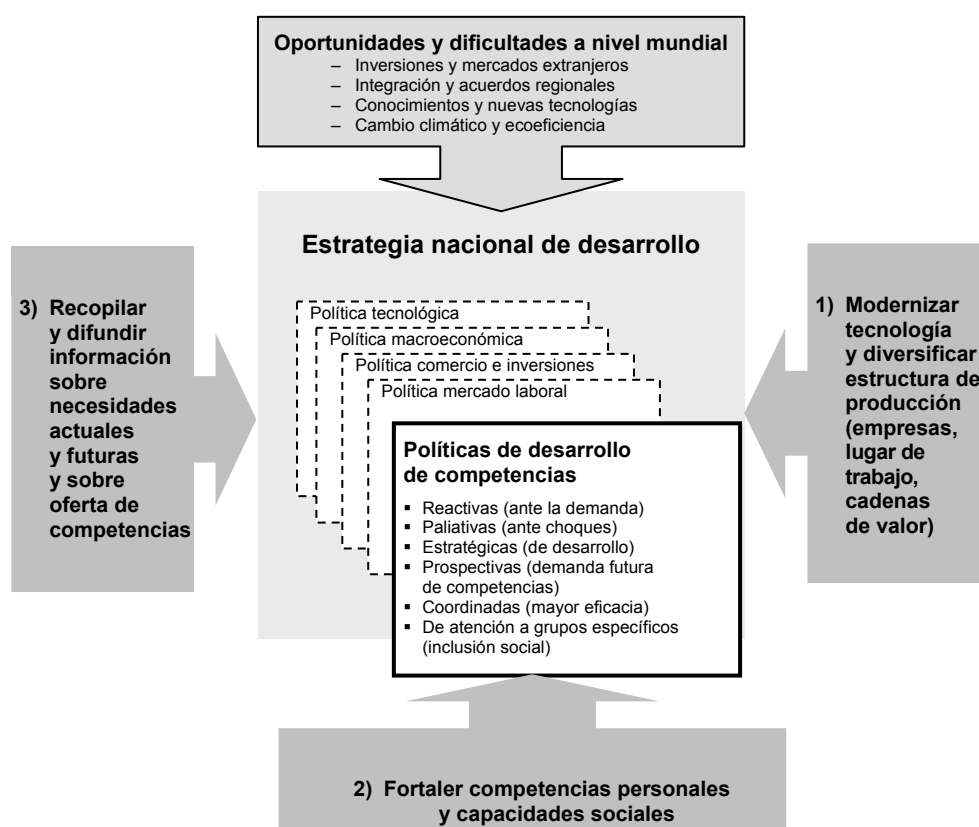 Oportunidades y dificultades a nivel mundial
– Inversiones y mercados extranjeros
– Integración y acuerdos regionales
– Conocimientos y nuevas tecnologías
– Cambio climático y ecoeficiencia
Estrategia nacional de desarrollo
3) Recopilar
y difundir
información
sobre
necesidades
actuales
y futuras
y sobre
oferta de
competencias
Política tecnológica
Política macroeconómica
Política comercio e inversiones
Política mercado laboral
Políticas de desarrollo
de competencias
▪ Reactivas (ante la demanda)
▪ Paliativas (ante choques)
▪ Estratégicas (de desarrollo)
▪ Prospectivas (demanda futura
de competencias)
▪ Coordinadas (mayor eficacia)
▪ De atención a grupos específicos
(inclusión social)
1) Modernizar
tecnología
y diversificar
estructura de
producción
(empresas,
lugar de
trabajo,
cadenas
de valor)
2) Fortaler competencias personales
y capacidades sociales